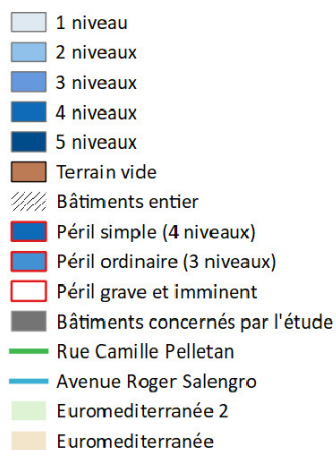 1 niveau
2 niveaux
3 niveaux
4 niveaux
5 niveaux
Terrain vide
Bâtiments entier
Péril simple (4 niveaux)
Péril ordinaire (3 niveaux)
Péril grave et imminent
Bâtiments concernés par l'étude
Rue Camille Pelletan
Avenue Roger Salengro
Euromediterranée 2
Euromediterranée